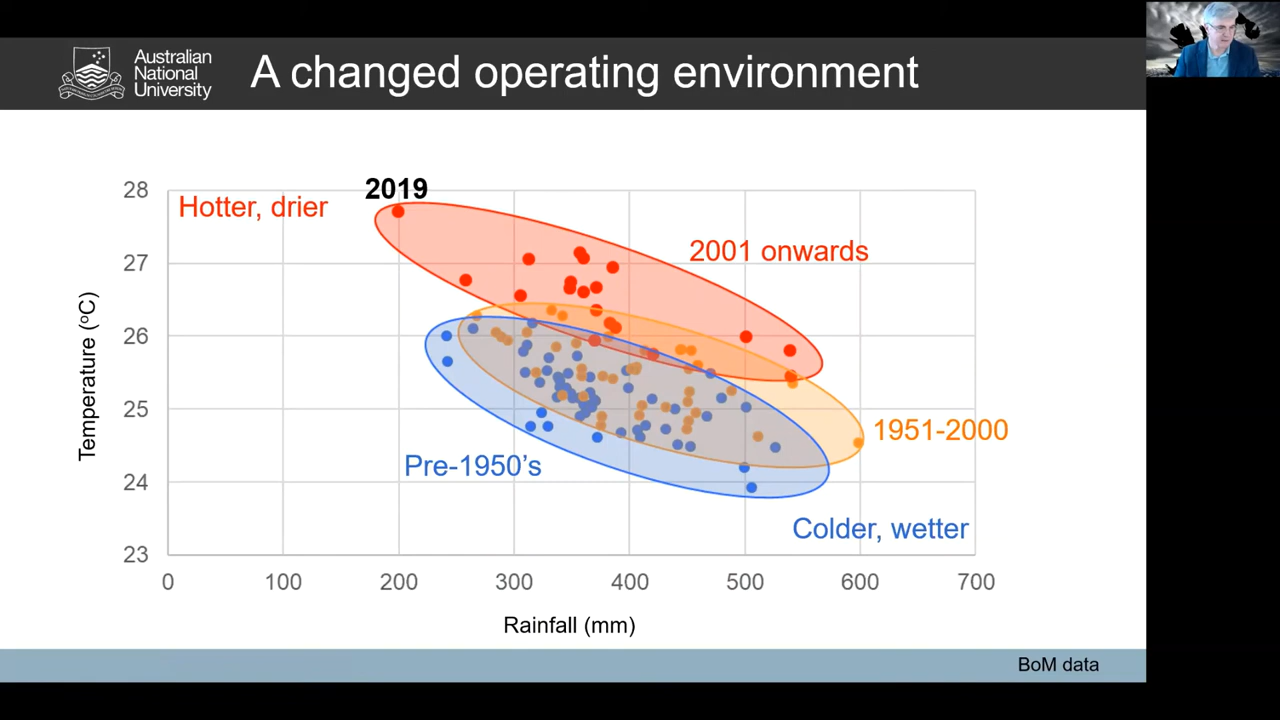 Australian
National
University
A changed operating environment
2019
28
Hotter, drier
2001 onwards
27
26
25
24
23
Temperature (oC)
1951-2000
Pre-1950's
Colder, wetter
0 100 200 300 400 500 600 700
Rainfall (mm)
BoM data